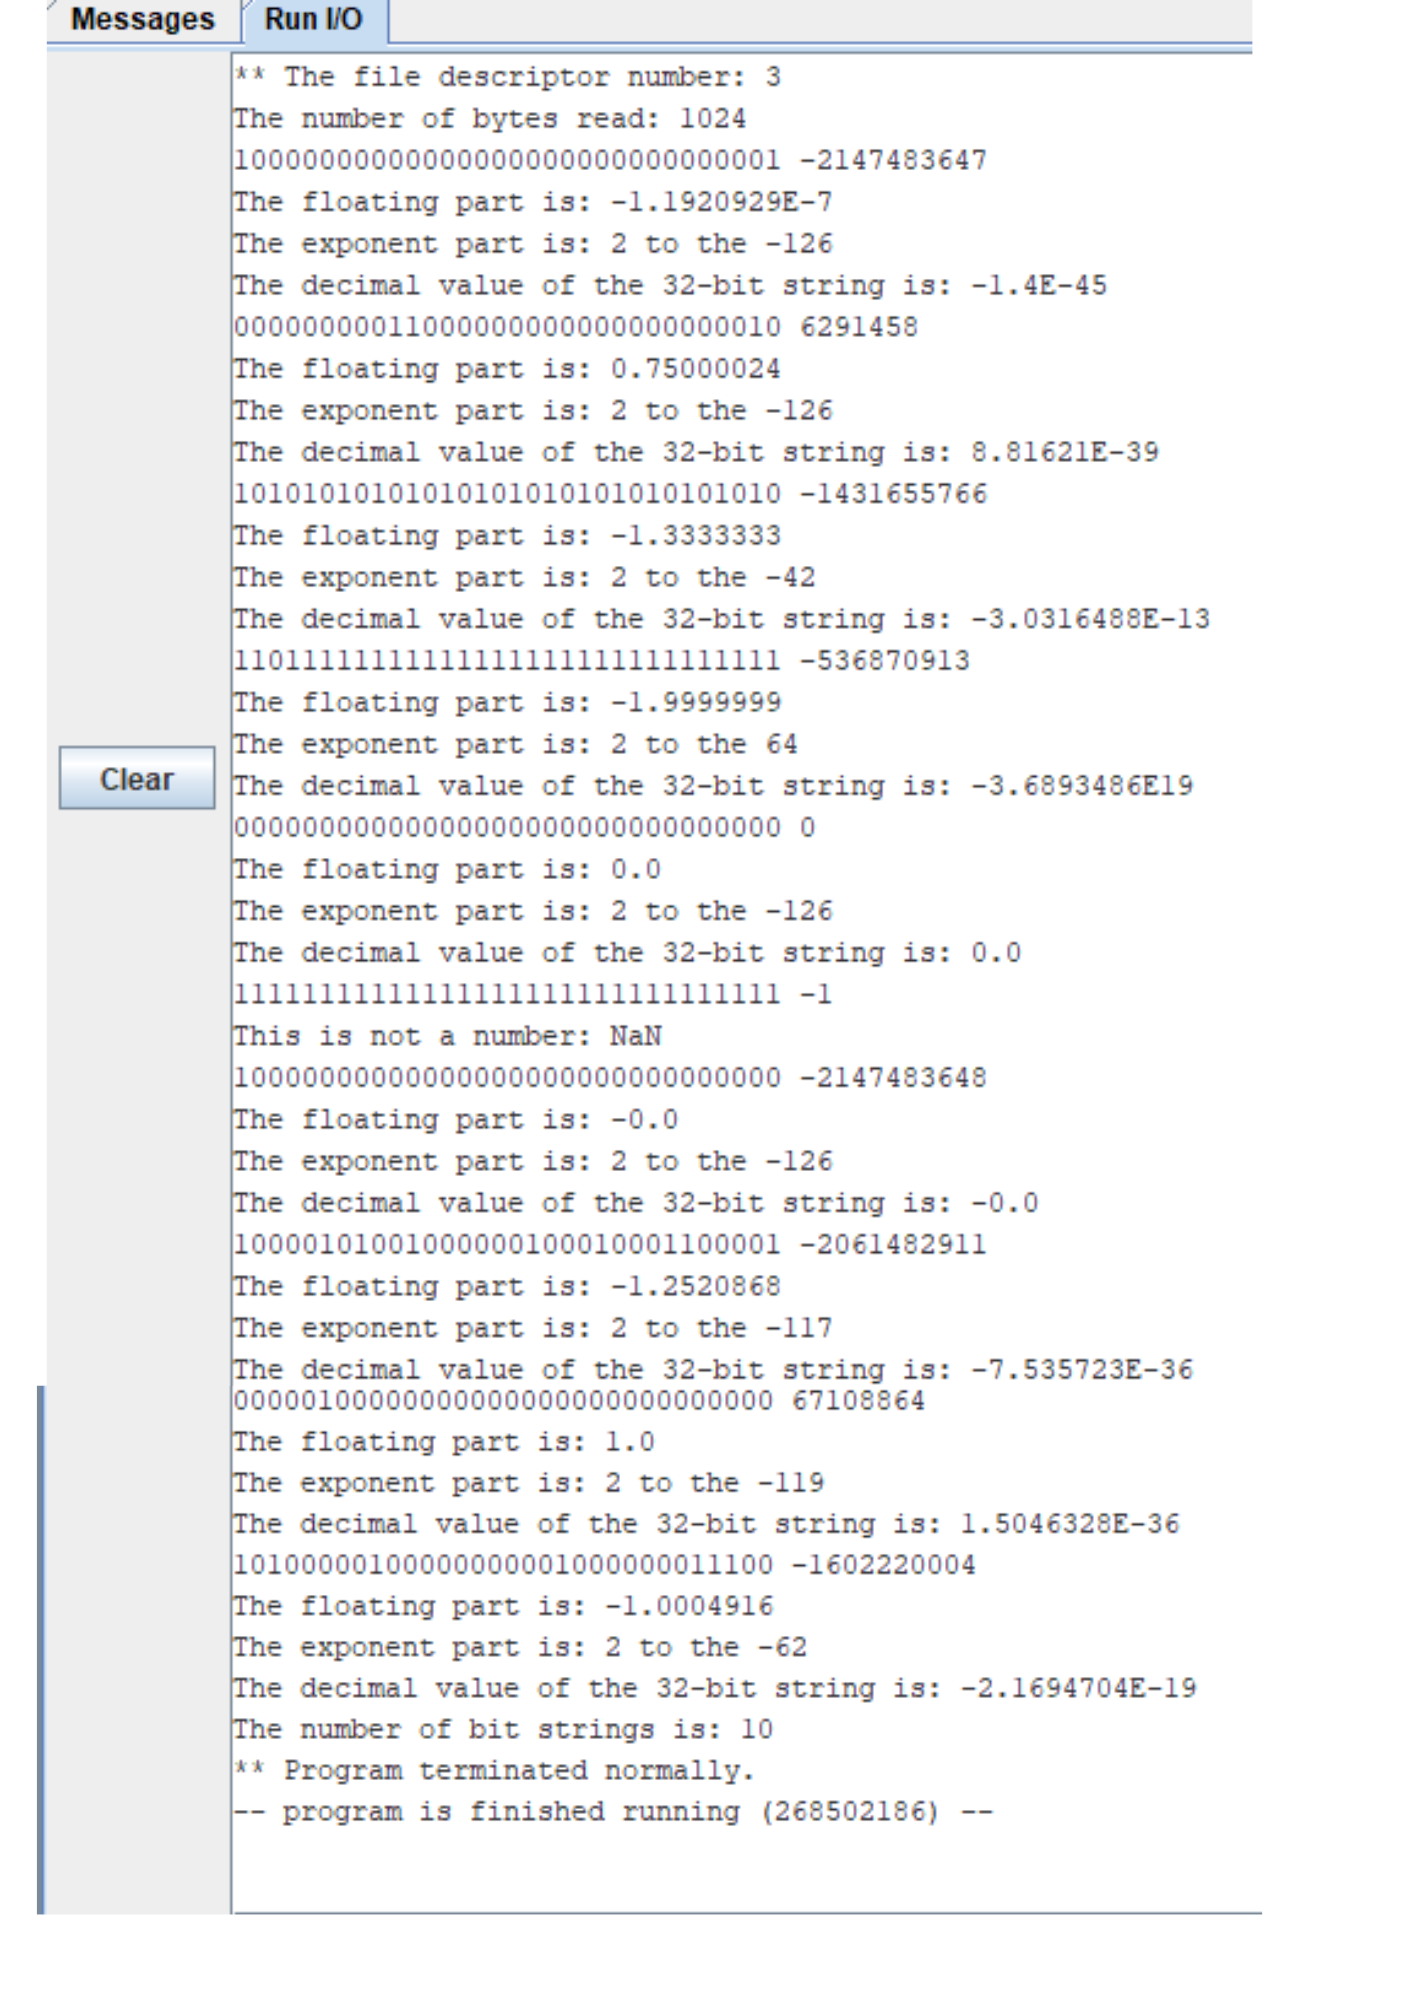 Messages
Run I/O
** The file descriptor number: 3
The number of bytes read: 1024
10000000000000000000000000000001 -2147483647
The floating part is: -1.1920929E-7
The exponent part is: 2 to the -126
The decimal value of the 32-bit string is: -1.4E-45
00000000011000000000000000000010 6291458
The floating part is: 0.75000024
The exponent part is: 2 to the -126
The decimal value of the 32-bit string is: 8.81621E-39
10101010101010101010101010101010 -1431655766
The floating part is: -1.3333333
The exponent part is: 2 to the -42
The decimal value of the 32-bit string is: -3.0316488E-13
11011111111111111111111111111111 -536870913
The floating part is: -1.9999999
The exponent part is: 2 to the 64
Clear
The decimal value of the 32-bit string is: -3.6893486E19
00000000000000000000000000000000 0
The floating part is: 0.0
The exponent part is: 2 to the -126
The decimal value of the 32-bit string is: 0.0
11111111111111111111111111111111 -1
This is not a number: NaN
10000000000000000000000000000000 -2147483648
The floating part is: -0.0
The exponent part is: 2 to the -126
The decimal value of the 32-bit string is: -0.0
10000101001000000100010001100001 -2061482911
The floating part is: -1.2520868
The exponent part is: 2 to the -117
The decimal value of the 32-bit string is: -7.535723E-36
00000100000000000000000000000000 67108864
The floating part is: 1.0
The exponent part is: 2 to the -119
The decimal value of the 32-bit string is: 1.5046328E-36
10100000100000000001000000011100 -1602220004
The floating part is: -1.0004916
The exponent part is: 2 to the -62
The decimal value of the 32-bit string is: -2.1694704E-19
The number of bit strings is: 10
** Program terminated normally.
-- program is finished running (268502186) --